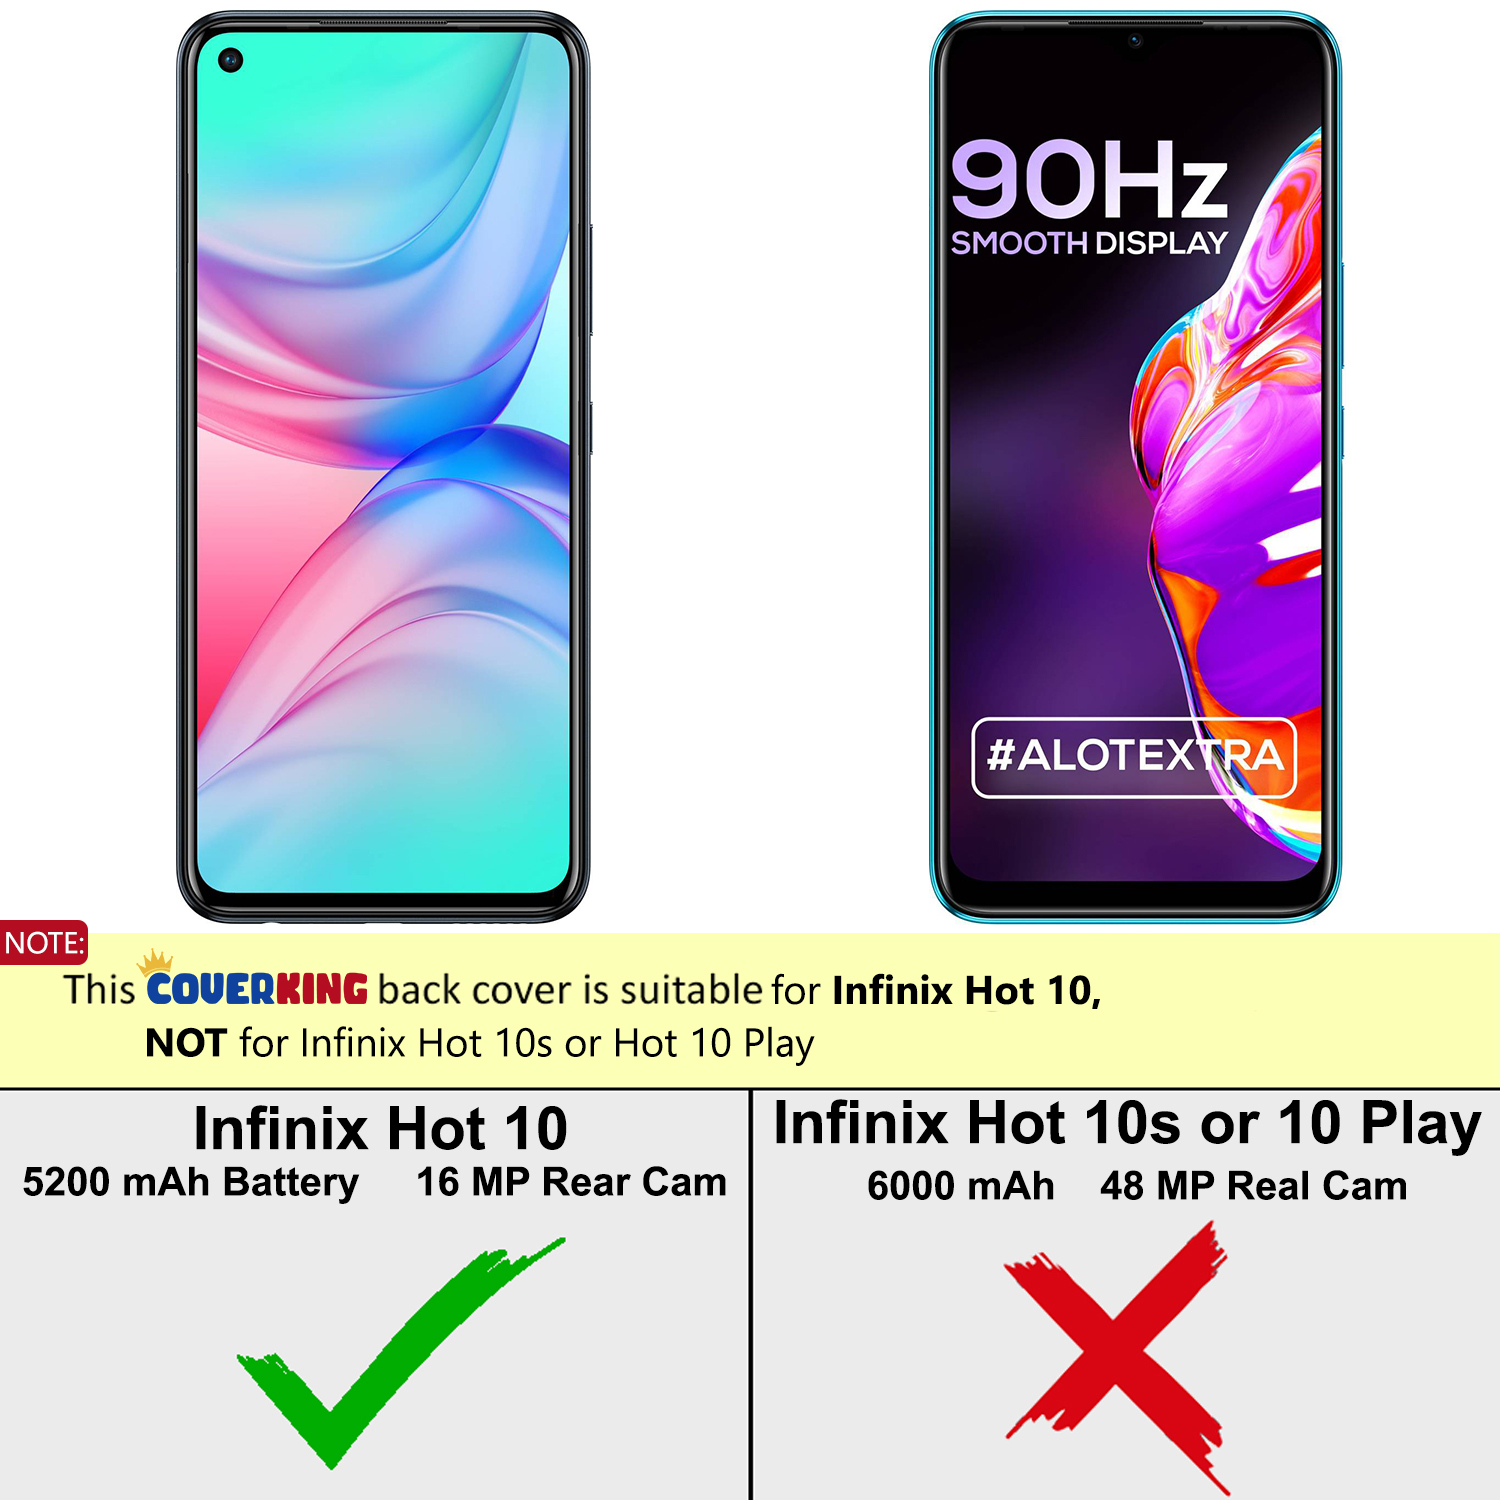 90Hz
SMOOTH DISPLAY
#ALOTEXTRA
NOTE:
This COVERKING back cover is suitable for Infinix Hot 10,
NOT for Infinix Hot 10s or Hot 10 Play
Infinix Hot 10
5200 mAh Battery 16 MP Rear Cam
Infinix Hot 10s or 10 Play
6000 mAh 48 MP Real Cam